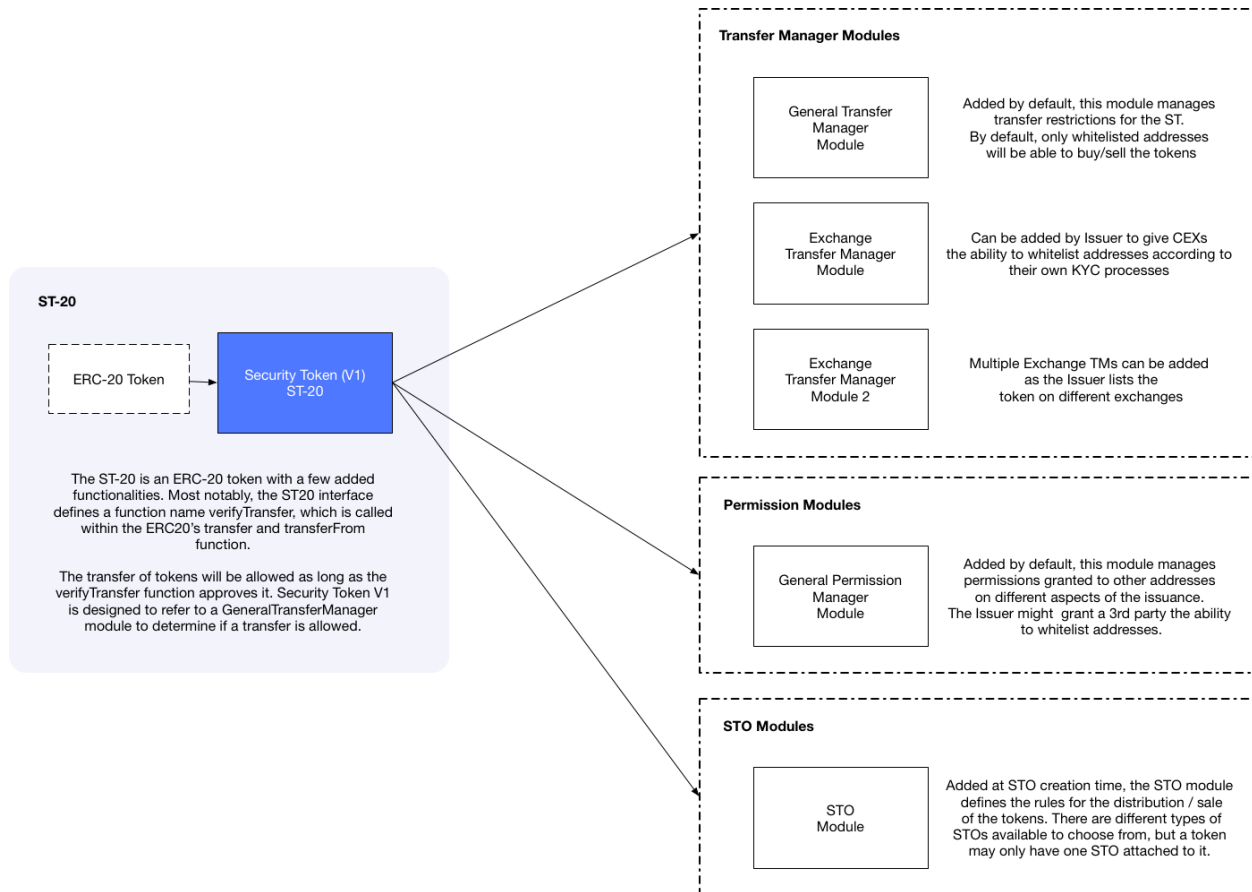 ST-20
ERC-20 Token
Security Token (V1)
ST-20
The ST-20 is an ERC-20 token with a few added
functionalities. Most notably, the ST20 interface
defines a function name verifyTransfer, which is called
within the ERC20's transfer and transferFrom
function.
The transfer of tokens will be allowed as long as the
verifyTransfer function approves it. Security Token V1
is designed to refer to a GeneralTransferManager
module to determine if a transfer is allowed.
Transfer Manager Modules
General Transfer
Manager
Module
Added by default, this module manages
transfer restrictions for the ST.
By default, only whitelisted addresses
will be able to buy/sell the tokens
Exchange
Transfer Manager
Module
Can be added by Issuer to give CEXs
the ability to whitelist addresses according to
their own KYC processes
Exchange
Transfer Manager
Module 2
Multiple Exchange TMs can be added
as the Issuer lists the
token on different exchanges
Permission Modules
General Permission
Manager
Module
Added by default, this module manages
permissions granted to other addresses
on different aspects of the issuance.
The Issuer might grant a 3rd party the ability
to whitelist addresses.
STO Modules
STO
Module
Added at STO creation time, the STO module
defines the rules for the distribution / sale
of the tokens. There are different types of
STOs available to choose from, but a token
may only have one STO attached to it.